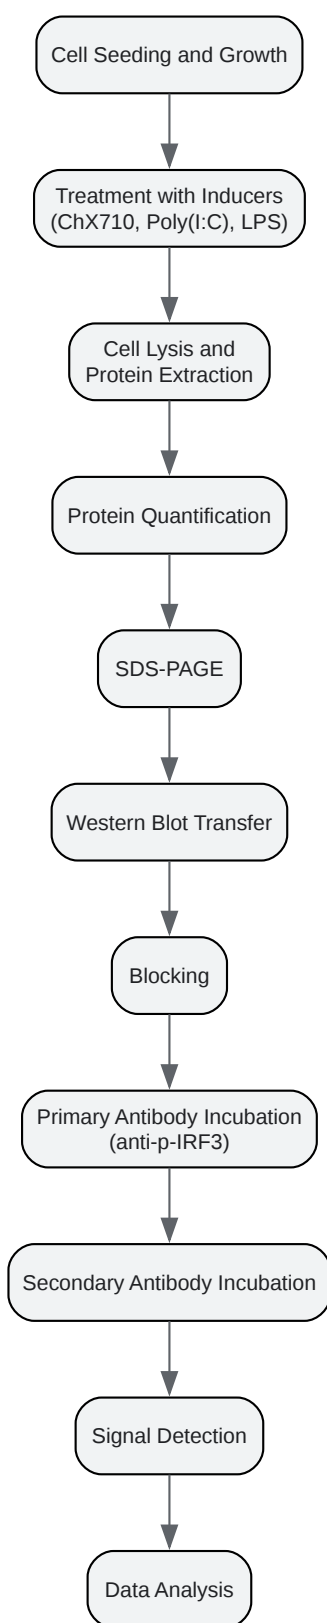 Cell Seeding and Growth
Treatment with Inducers
(ChX710, Poly(I:C), LPS)
Cell Lysis and
Protein Extraction
Protein Quantification
SDS-PAGE
Western Blot Transfer
Blocking
Primary Antibody Incubation
(anti-p-IRF3)
Secondary Antibody Incubation
Signal Detection
Data Analysis